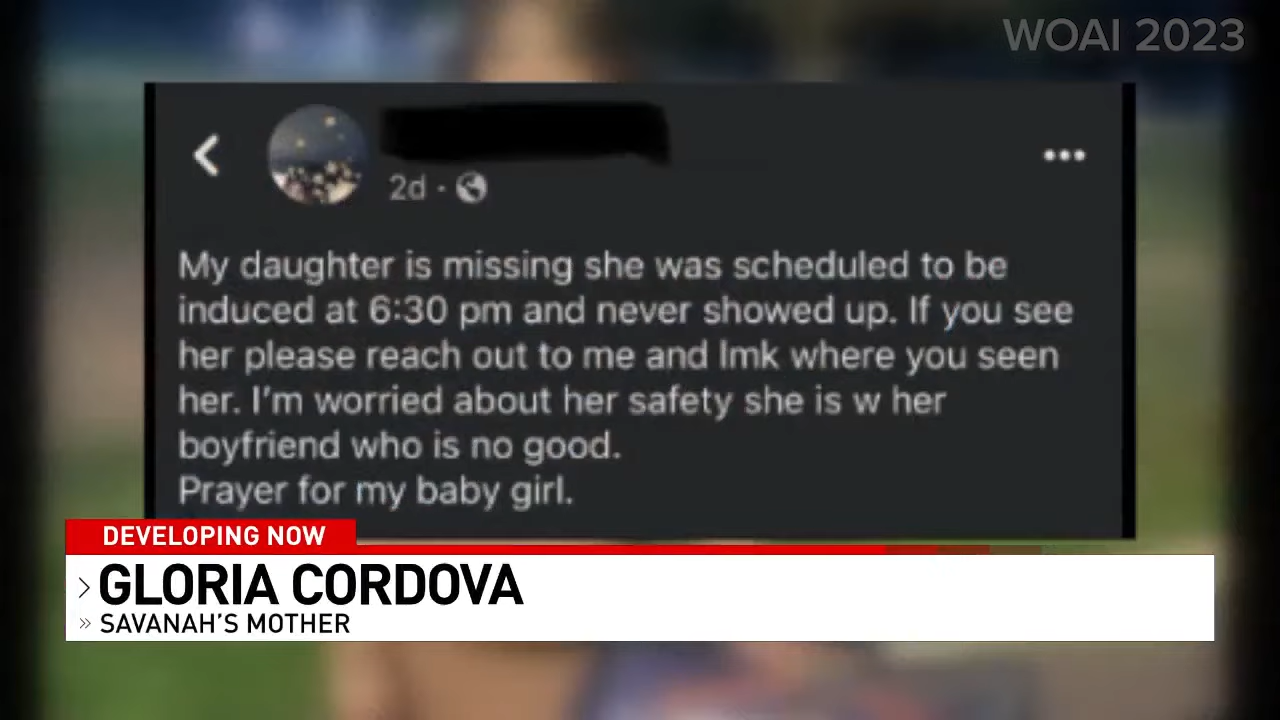 WOAI 2023
2d ·
My daughter is missing she was scheduled to be
induced at 6:30 pm and never showed up. If you see
her please reach out to me and lmk where you seen
her. I'm worried about her safety she is w her
boyfriend who is no good.
Prayer for my baby girl.
DEVELOPING NOW
GLORIA CORDOVA
SAVANAH'S MOTHER